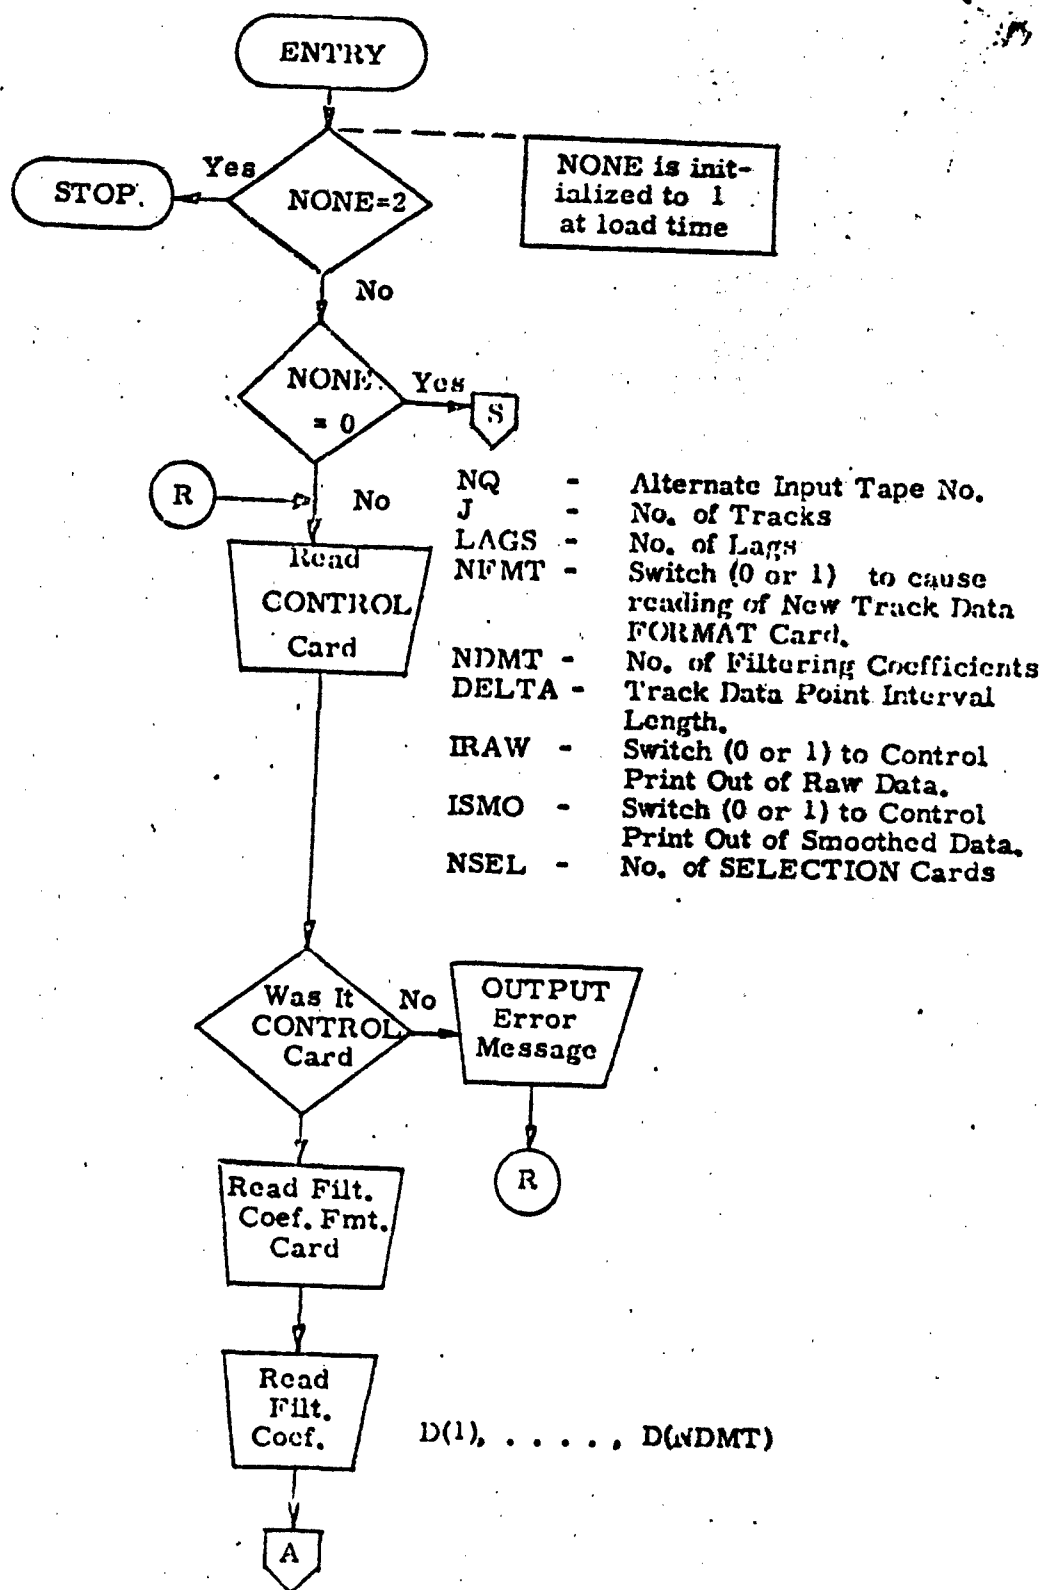 ENTRY
Yes
STOP.
NONE=2
NONE is init-
ialized to 1
at load time
No
NONE
= 0
Yes
S
R
No
Read
CONTROL
Card
NQ - Alternate Input Tape No.
J - No. of Tracks
LAGS - No. of Lags
NFMT - Switch (0 or 1) to cause
reading of New Track Data
FORMAT Card.
NDMT - No. of Filtering Coefficients
DELTA - Track Data Point Interval
Length.
IRAW - Switch (0 or 1) to Control
Print Out of Raw Data.
ISMO - Switch (0 or 1) to Control
Print Out of Smoothed Data.
NSEL - No. of SELECTION Cards
Was It
CONTROL
Card
No
OUTPUT
Error
Message
R
Read Filt.
Coef. Fmt.
Card
Read
Filt.
Coef.
D(1), . . . . , D(NDMT)
A